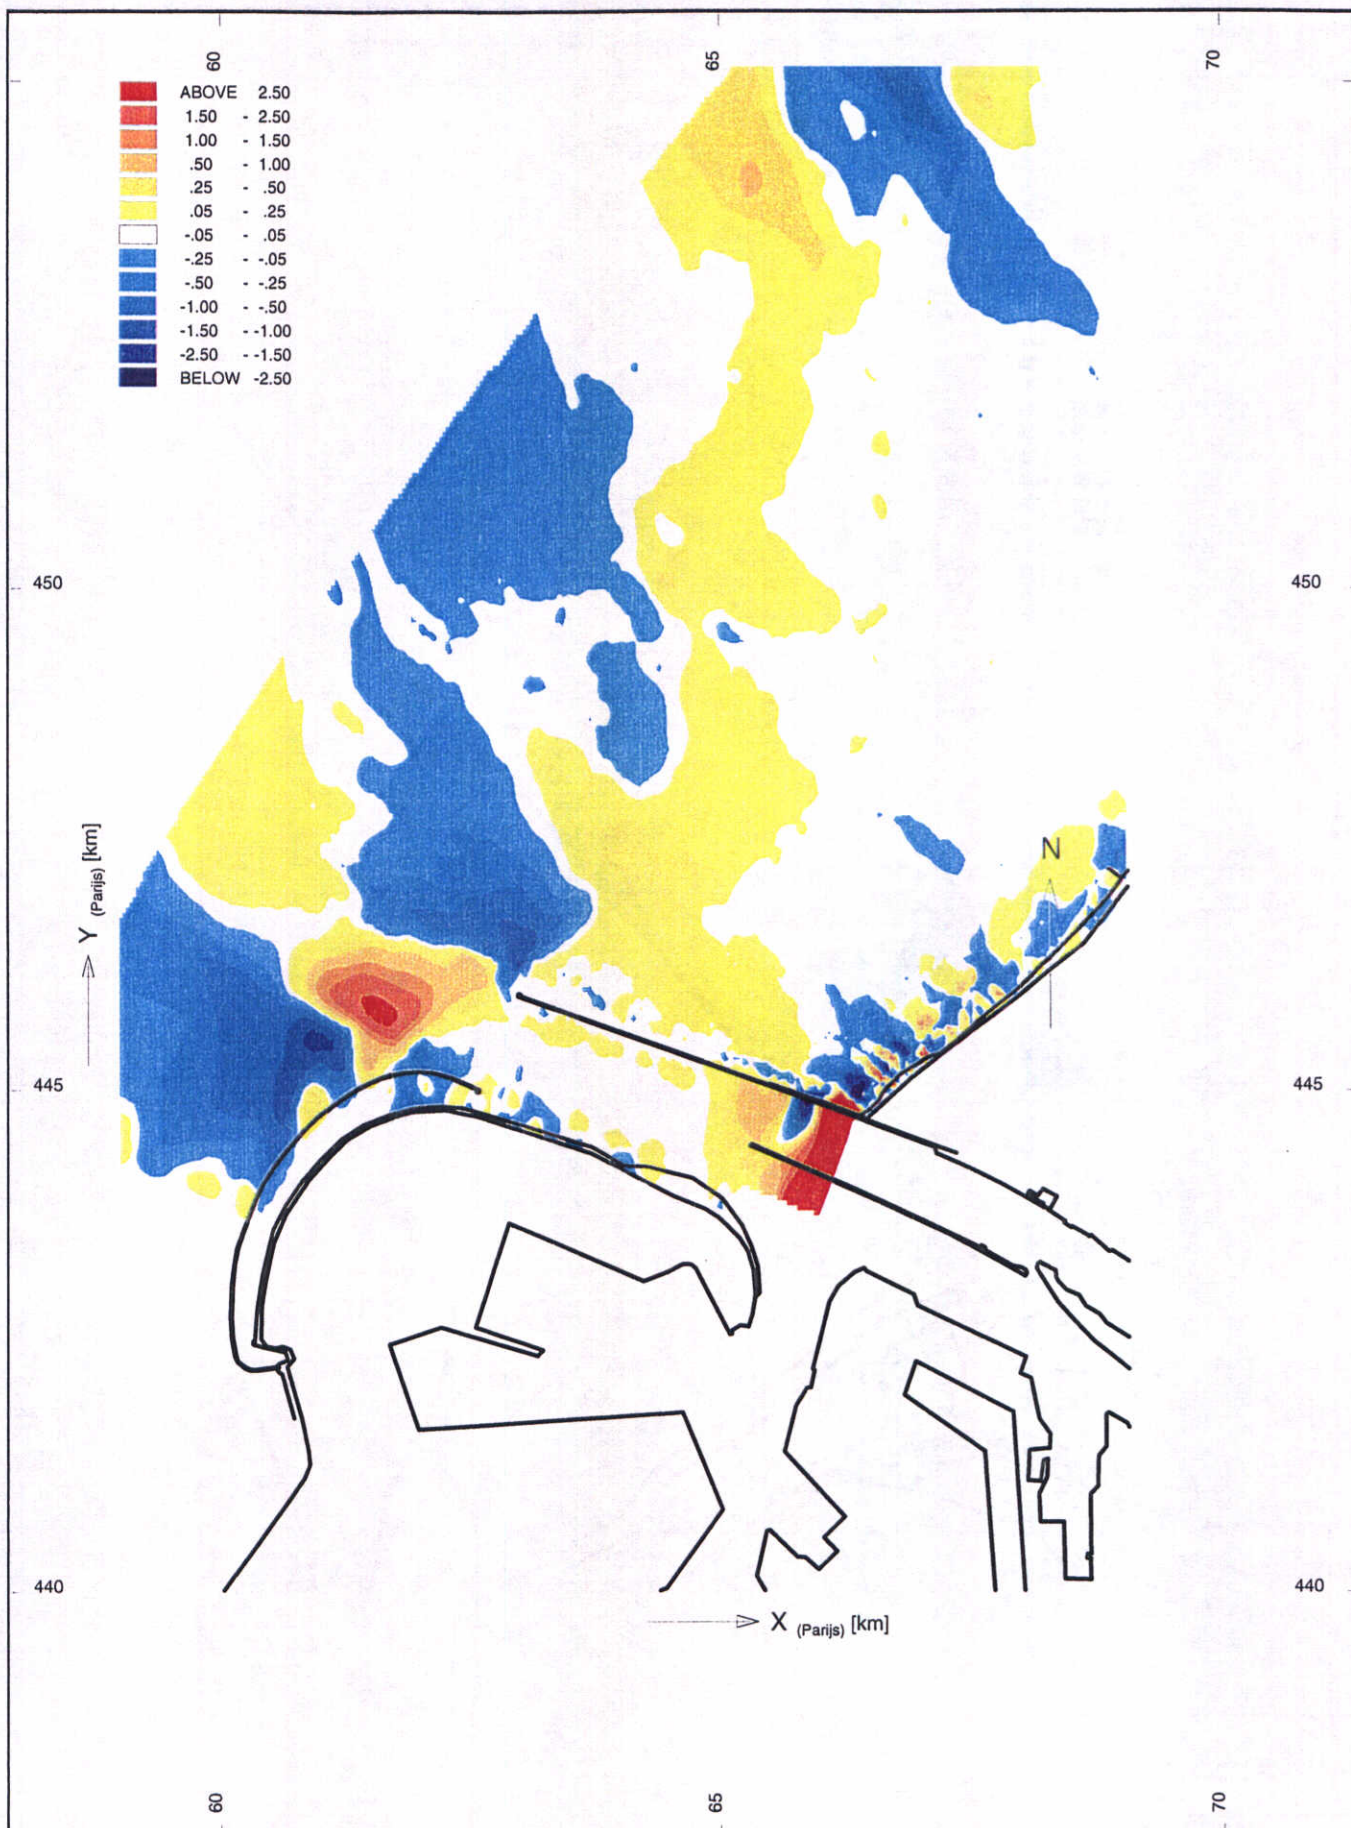 60 65 70
ABOVE 2.50
1.50 - 2.50
1.00 - 1.50
.50 - 1.00
.25 - .50
.05 - .25
-.05 - .05
-.25 - -.05
-.50 - -.25
-1.00 - -.50
-1.50 - -1.00
-2.50 - -1.50
BELOW -2.50
450 450
Y (Parijs) [km]
N
445 445
440 440
X (Parijs) [km]
60 65 70